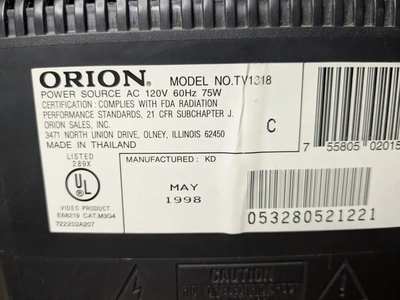 ORION®
MODEL NO.TV1318
POWER SOURCE AC 120V 60Hz 75W
CERTIFICATION : COMPLIES WITH FDA RADIATION
PERFORMANCE STANDARDS, 21 CFR SUBCHAPTER J.
ORION SALES, INC.
3471 NORTH UNION DRIVE, OLNEY, ILLINOIS 62450
MADE IN THAILAND
C
7 55805 0201
LISTED
289X
UL
®
VIDEO PRODUCT
E68219 CAT.M3G4
722202A207
MANUFACTURED : KD
MAY
1998
053280521221
CAUTION